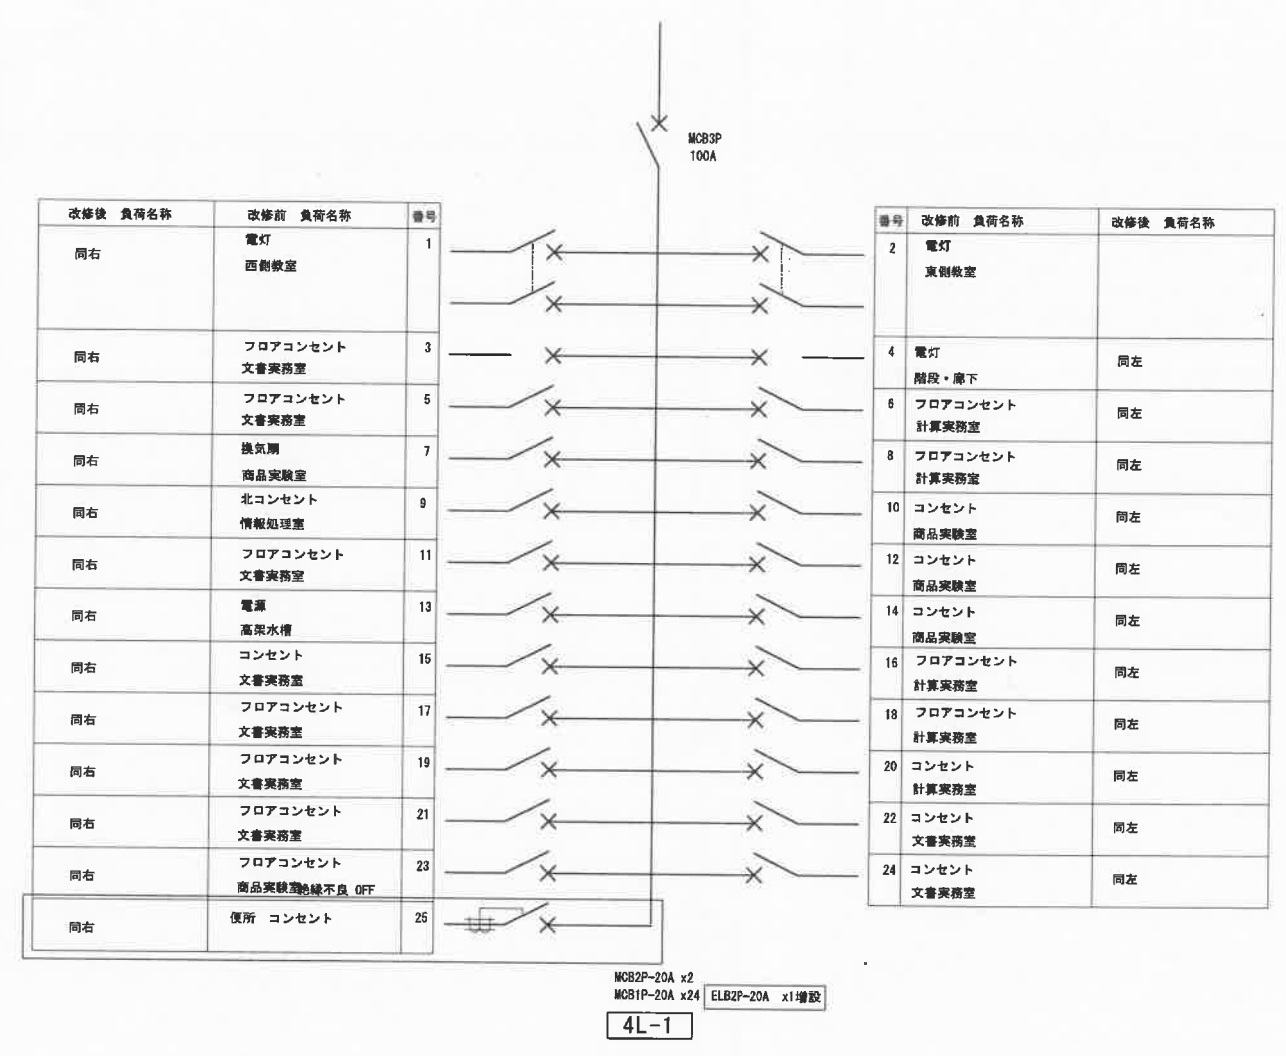 MCB3P
100A
改修後　負荷名称　改修前　負荷名称　番号
同右　電灯　1
西側教室
同右　フロアコンセント　3
文書実務室
同右　フロアコンセント　5
文書実務室
同右　換気扇　7
商品実験室
同右　北コンセント　9
情報処理室
同右　フロアコンセント　11
文書実務室
同右　電源　13
高架水槽
同右　コンセント　15
文書実務室
同右　フロアコンセント　17
文書実務室
同右　フロアコンセント　19
文書実務室
同右　フロアコンセント　21
文書実務室
同右　フロアコンセント　23
商品実験室絶縁不良 OFF
同右　便所　コンセント　25
番号　改修前　負荷名称　改修後　負荷名称
2　電灯
東側教室
4　電灯　同左
階段・廊下
6　フロアコンセント　同左
計算実務室
8　フロアコンセント　同左
計算実務室
10　コンセント　同左
商品実験室
12　コンセント　同左
商品実験室
14　コンセント　同左
商品実験室
16　フロアコンセント　同左
計算実務室
18　フロアコンセント　同左
計算実務室
20　コンセント　同左
計算実務室
22　コンセント　同左
文書実務室
24　コンセント　同左
文書実務室
MCB2P-20A x2
MCB1P-20A x24　ELB2P-20A　x1増設
4L-1